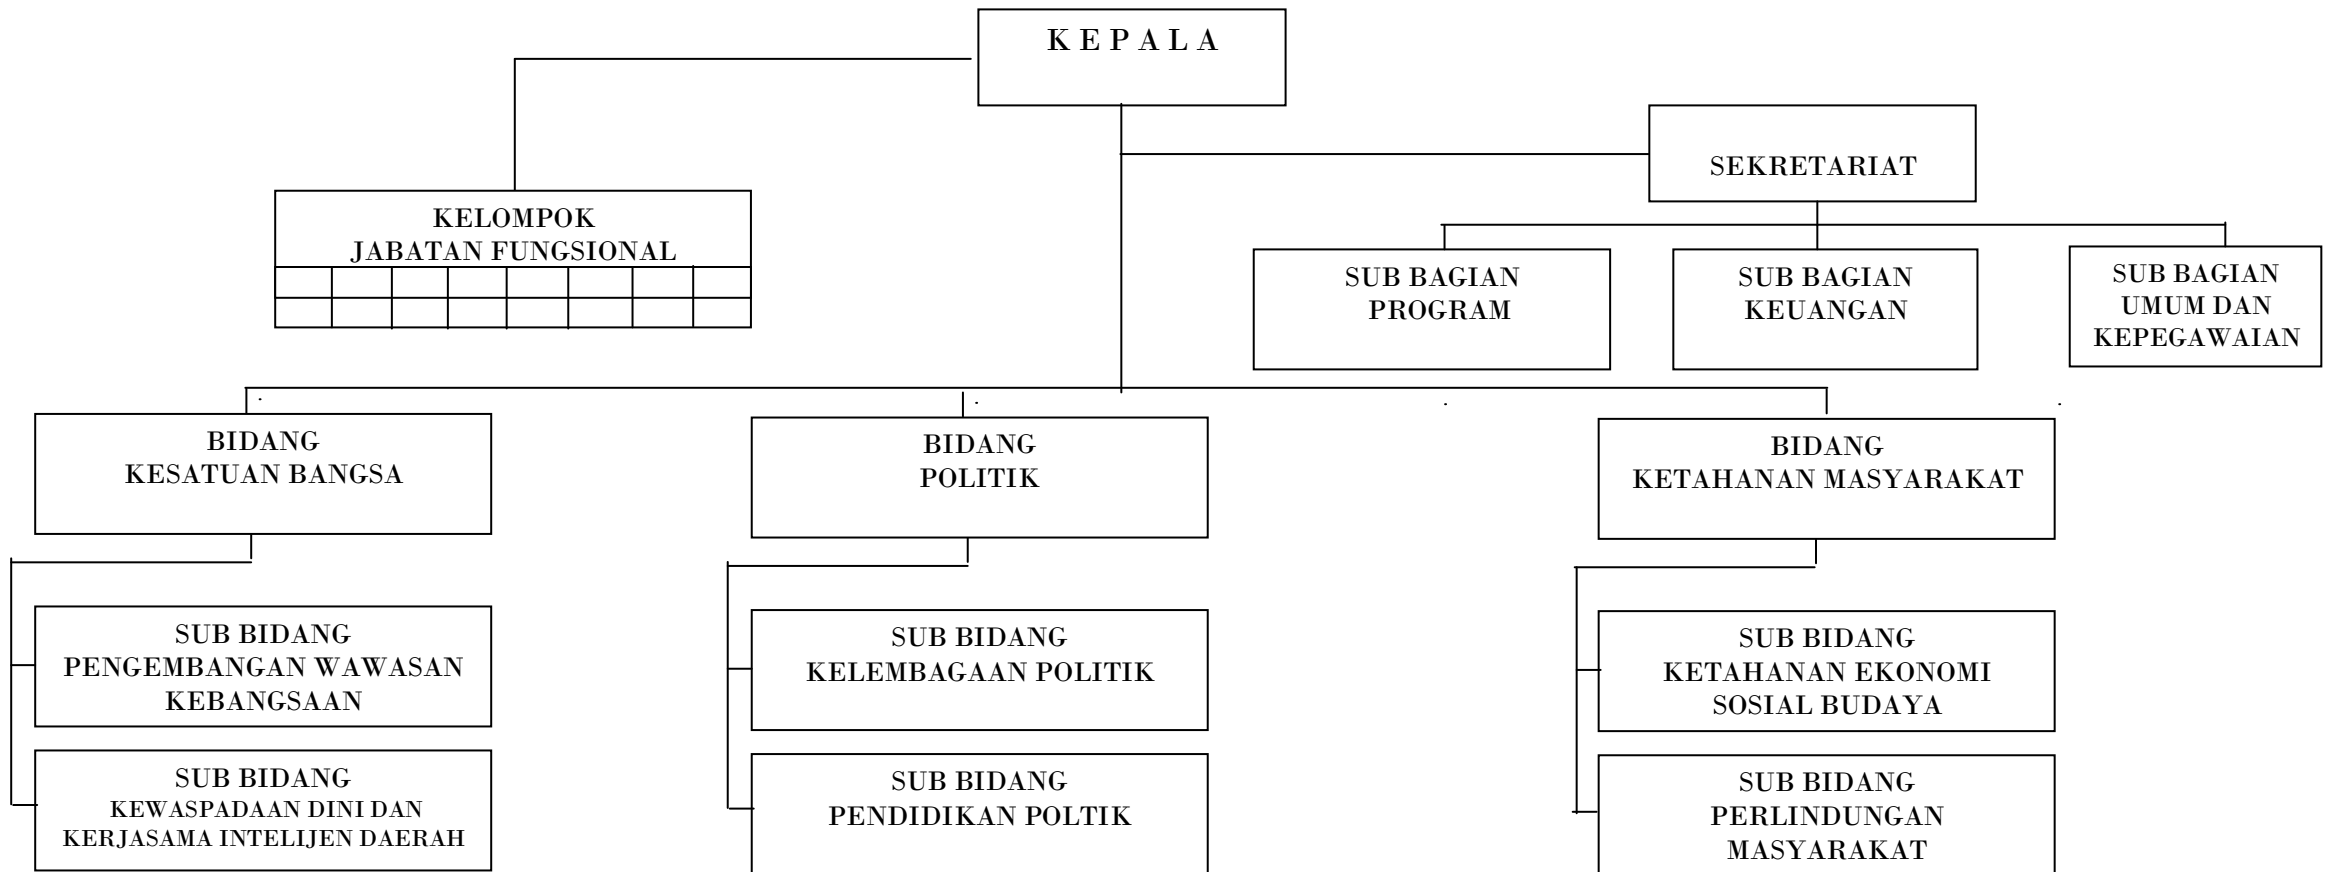 K E P A L A
SEKRETARIAT
KELOMPOK
JABATAN FUNGSIONAL
SUB BAGIAN
PROGRAM
SUB BAGIAN
KEUANGAN
SUB BAGIAN
UMUM DAN
KEPEGAWAIAN
BIDANG
KESATUAN BANGSA
BIDANG
POLITIK
BIDANG
KETAHANAN MASYARAKAT
SUB BIDANG
PENGEMBANGAN WAWASAN
KEBANGSAAN
SUB BIDANG
KELEMBAGAAN POLITIK
SUB BIDANG
KETAHANAN EKONOMI
SOSIAL BUDAYA
SUB BIDANG
KEWASPADAAN DINI DAN
KERJASAMA INTELIJEN DAERAH
SUB BIDANG
PENDIDIKAN POLTIK
SUB BIDANG
PERLINDUNGAN
MASYARAKAT